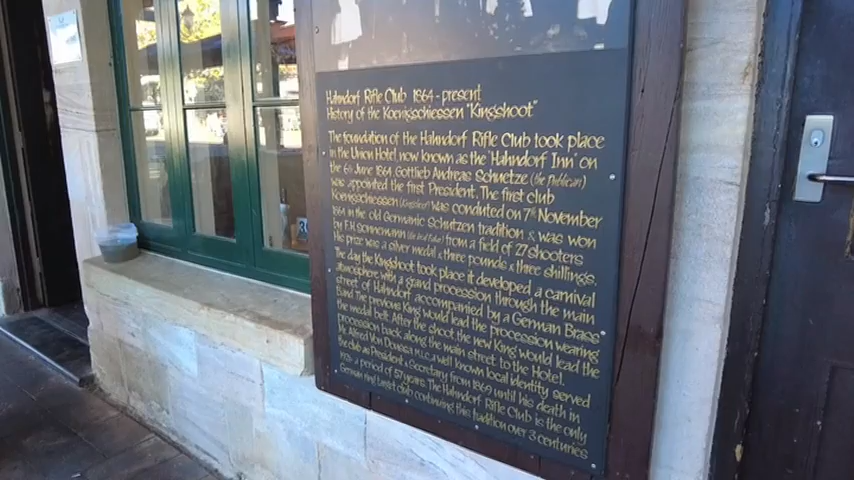 Hahndorf Rifle Club 1864 - present
History of the Koenigschiessen "Kingshoot"
The foundation of the Hahndorf Rifle Club took place
in the Union Hotel, now known as the 'Hahndorf Inn' on
the 6th June 1861. Gottlieb Andreas Schuetze (the Publican)
was appointed the first President. The first club
Koenigschiessen (Kingshoot) was conduted on 7th November
1861 in the old Germanic Schutzen tradition & was won
by F.H. Sonnemann from a field of 27 shooters
His prize was a silver medal & three pounds & three shillings.
The day the Kingshoot took place it developed a carnival
atmosphere with a grand procession through the main
street of Hahndorf accompanied by a German Brass
Band. The previous King would lead the procession wearing
the medal belt. After the shoot the new King would lead the
procession back along the main street to the Hotel.
Mr. Alfred Von Doussa M.L.C. a well known local identity served
the club as President & Secretary from 1869 until his death in
a period of 57 years. The Hahndorf Rifle Club is the only
German ring target club continuing this tradition over 3 centuries